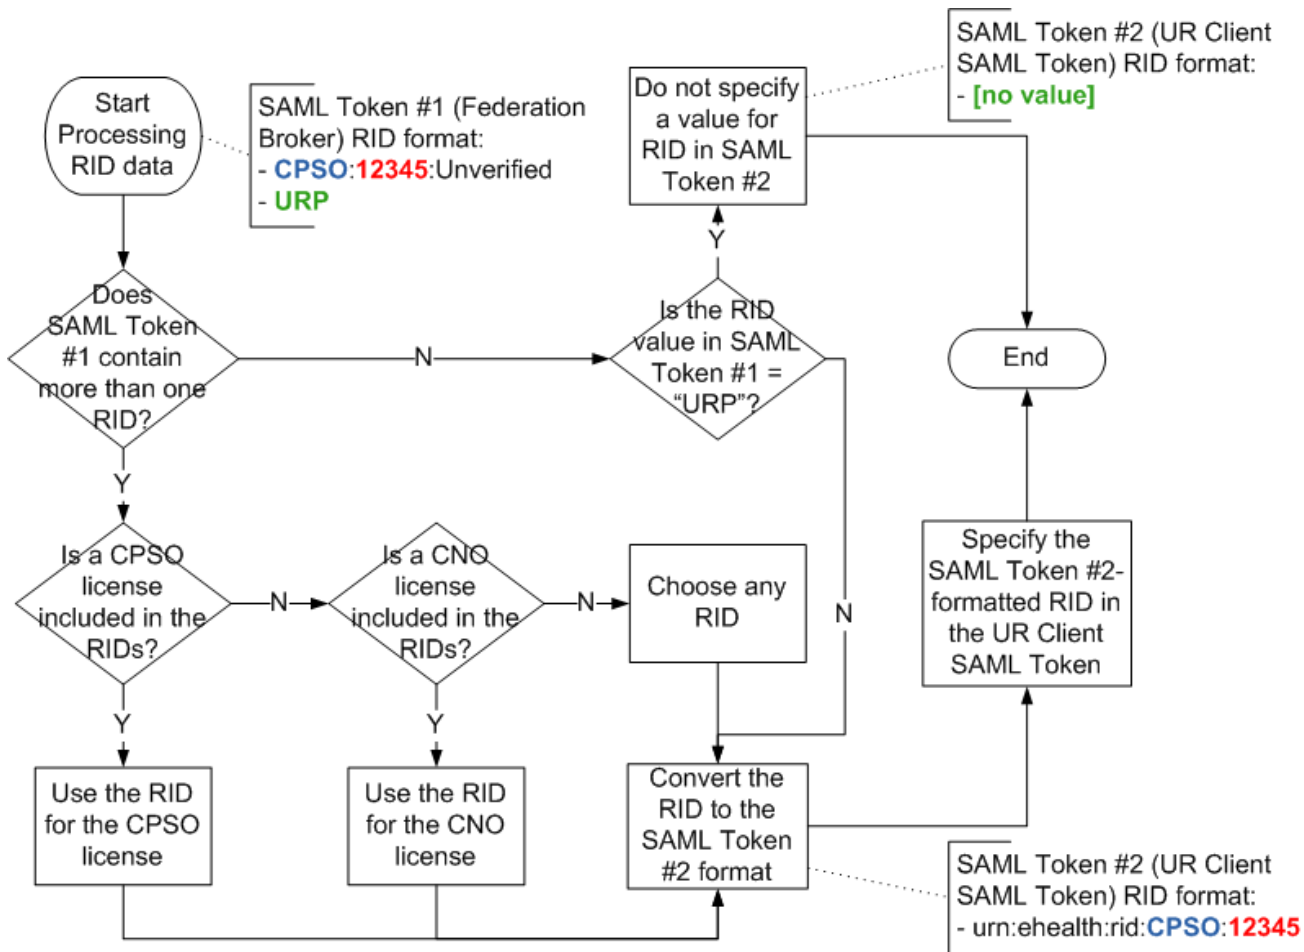 Start
Processing
RID data
SAML Token #1 (Federation
Broker) RID format:
- CPSO:12345:Unverified
- URP
Do not specify
a value for
RID in SAML
Token #2
SAML Token #2 (UR Client
SAML Token) RID format:
- [no value]
Y
Does
SAML Token
#1 contain
more than one
RID?
N
Is the RID
value in SAML
Token #1 =
“URP”?
End
Y
Is a CPSO
license
included in the
RIDs?
N
Is a CNO
license
included in the
RIDs?
N
Choose any
RID
N
Specify the
SAML Token #2-
formatted RID in
the UR Client
SAML Token
Y
Y
Use the RID
for the CPSO
license
Use the RID
for the CNO
license
Convert the
RID to the
SAML Token
#2 format
SAML Token #2 (UR Client
SAML Token) RID format:
- urn:ehealth:rid:CPSO:12345